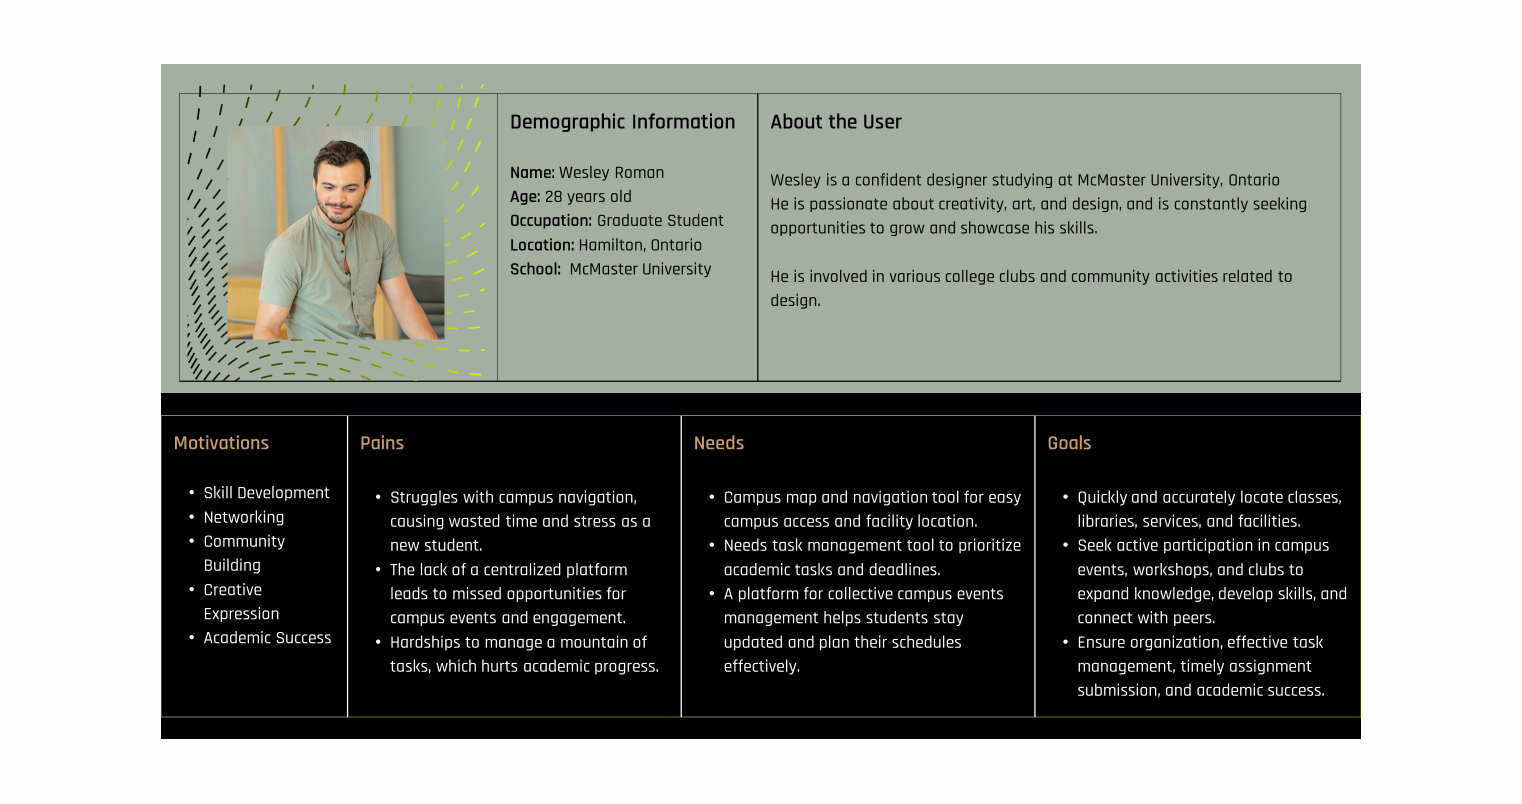 Demographic Information
Name: Wesley Roman
Age: 28 years old
Occupation: Graduate Student
Location: Hamilton, Ontario
School: McMaster University
About the User
Wesley is a confident designer studying at McMaster University, Ontario
He is passionate about creativity, art, and design, and is constantly seeking
opportunities to grow and showcase his skills.
He is involved in various college clubs and community activities related to
design.
Motivations
• Skill Development
• Networking
• Community
Building
• Creative
Expression
• Academic Success
Pains
• Struggles with campus navigation,
causing wasted time and stress as a
new student.
• The lack of a centralized platform
leads to missed opportunities for
campus events and engagement.
• Hardships to manage a mountain of
tasks, which hurts academic progress.
Needs
• Campus map and navigation tool for easy
campus access and facility location.
• Needs task management tool to prioritize
academic tasks and deadlines.
• A platform for collective campus events
management helps students stay
updated and plan their schedules
effectively.
Goals
• Quickly and accurately locate classes,
libraries, services, and facilities.
• Seek active participation in campus
events, workshops, and clubs to
expand knowledge, develop skills, and
connect with peers.
• Ensure organization, effective task
management, timely assignment
submission, and academic success.